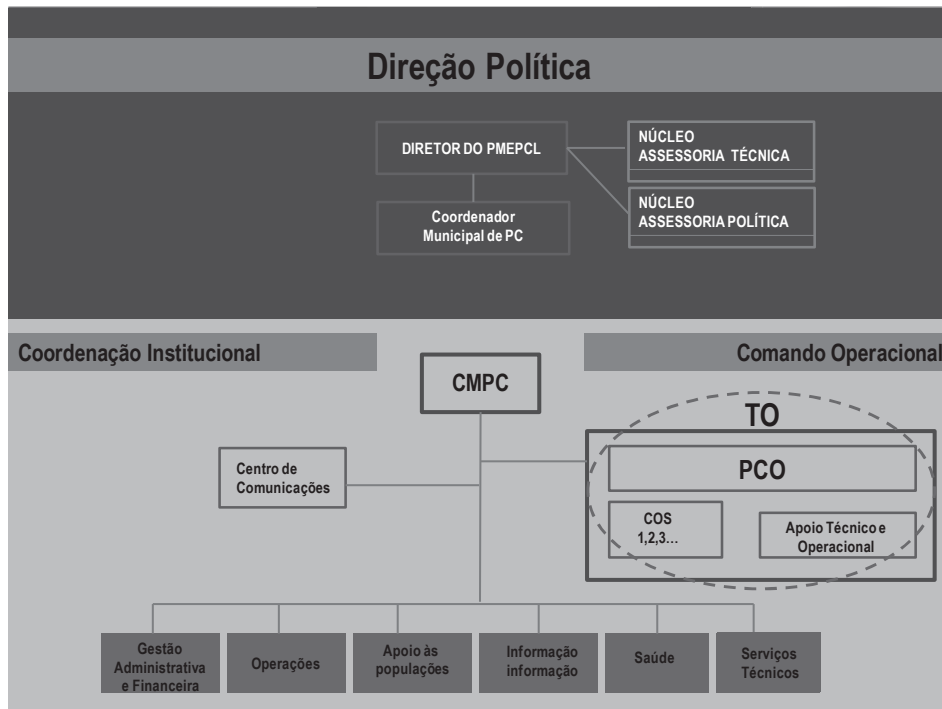 Direção Política
DIRETOR DO PMEPCL
NÚCLEO
ASSESSORIA TÉCNICA
Coordenador
Municipal de PC
NÚCLEO
ASSESSORIA POLÍTICA
Coordenação Institucional
Comando Operacional
CMPC
TO
PCO
Centro de
Comunicações
COS
1,2,3...
Apoio Técnico e
Operacional
Gestão
Administrativa
e Financeira
Operações
Apoio às
populações
Informação
informação
Saúde
Serviços
Técnicos